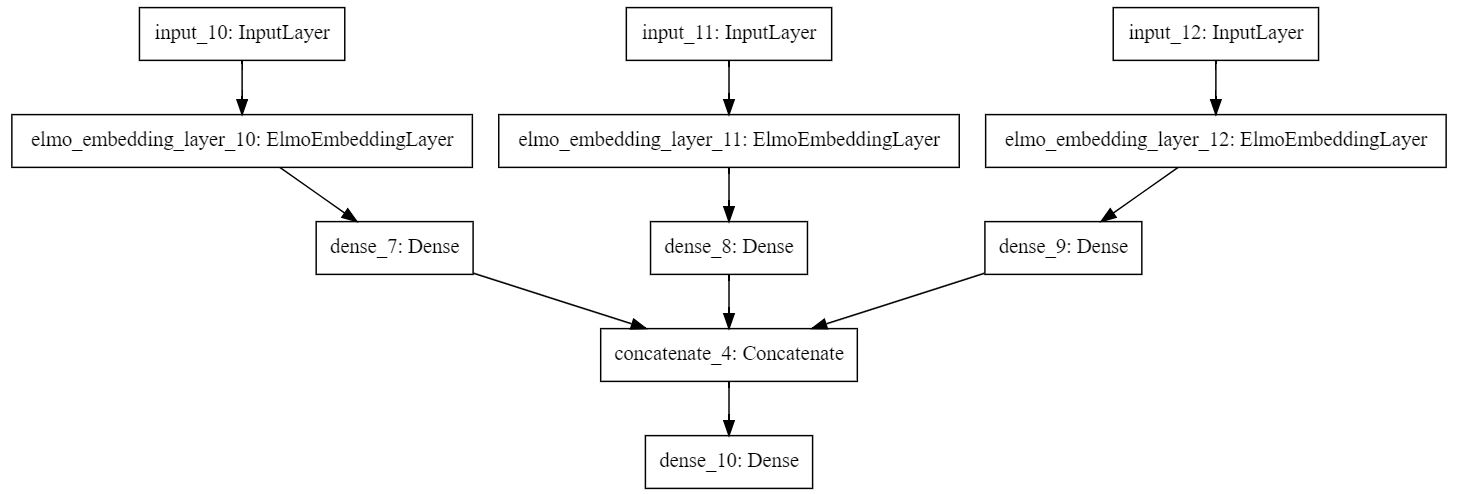 input_10: InputLayer
input_11: InputLayer
input_12: InputLayer
elmo_embedding_layer_10: ElmoEmbeddingLayer
elmo_embedding_layer_11: ElmoEmbeddingLayer
elmo_embedding_layer_12: ElmoEmbeddingLayer
dense_7: Dense
dense_8: Dense
dense_9: Dense
concatenate_4: Concatenate
dense_10: Dense